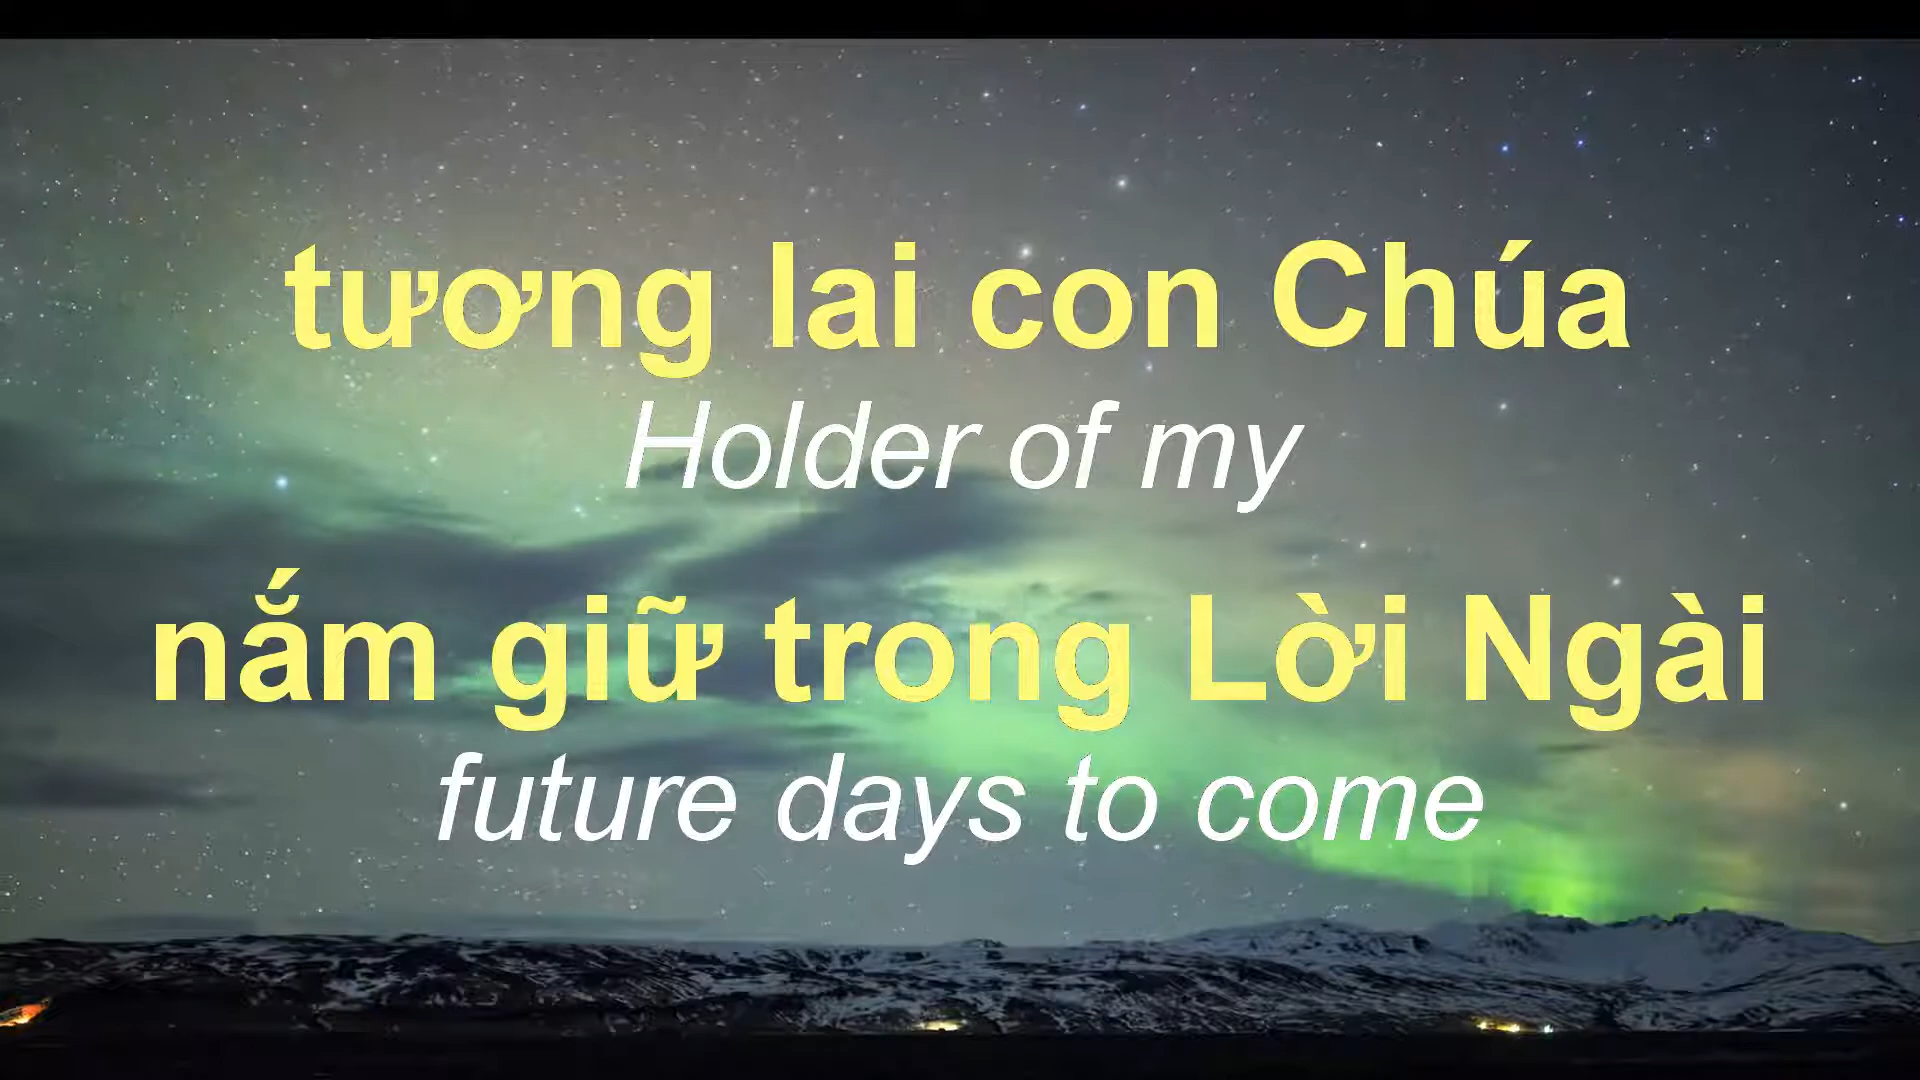 tương lai con Chúa
Holder of my
nắm giữ trong Lời Ngài
future days to come